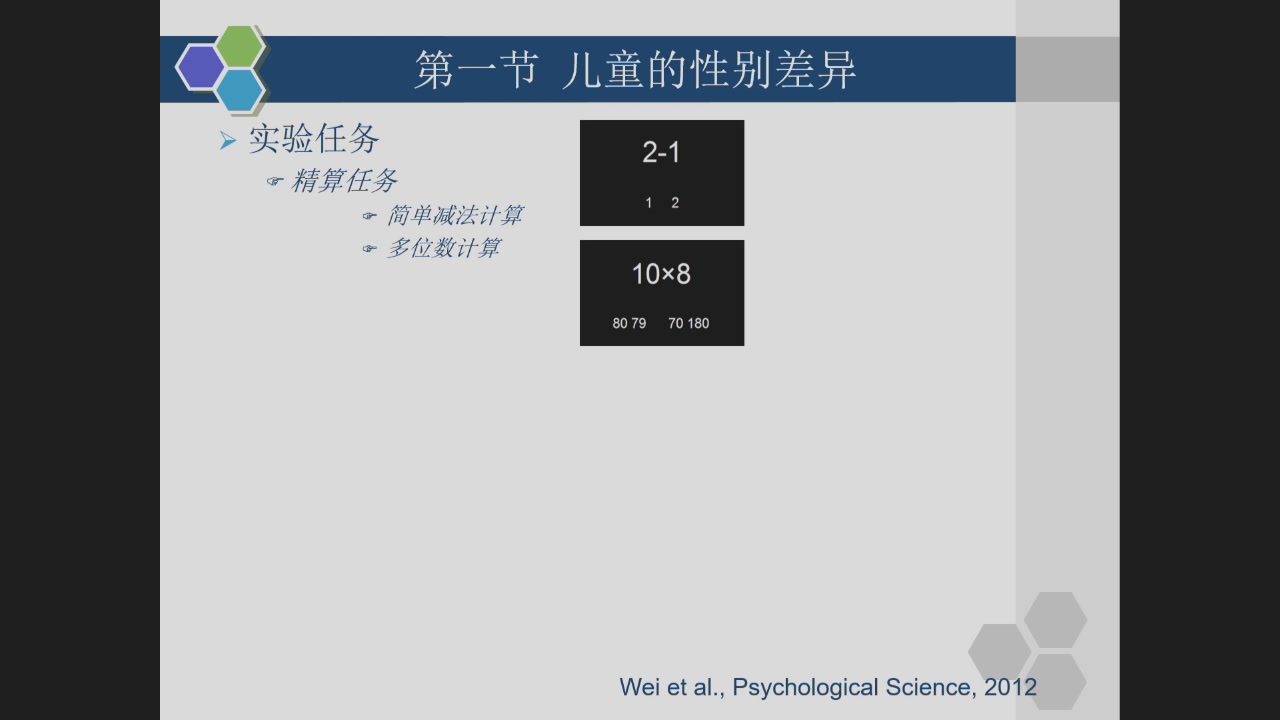 第一节 儿童的性别差异
实验任务
精算任务
简单减法计算
多位数计算
2-1
1 2
10×8
80 79 70 180
Wei et al., Psychological Science, 2012